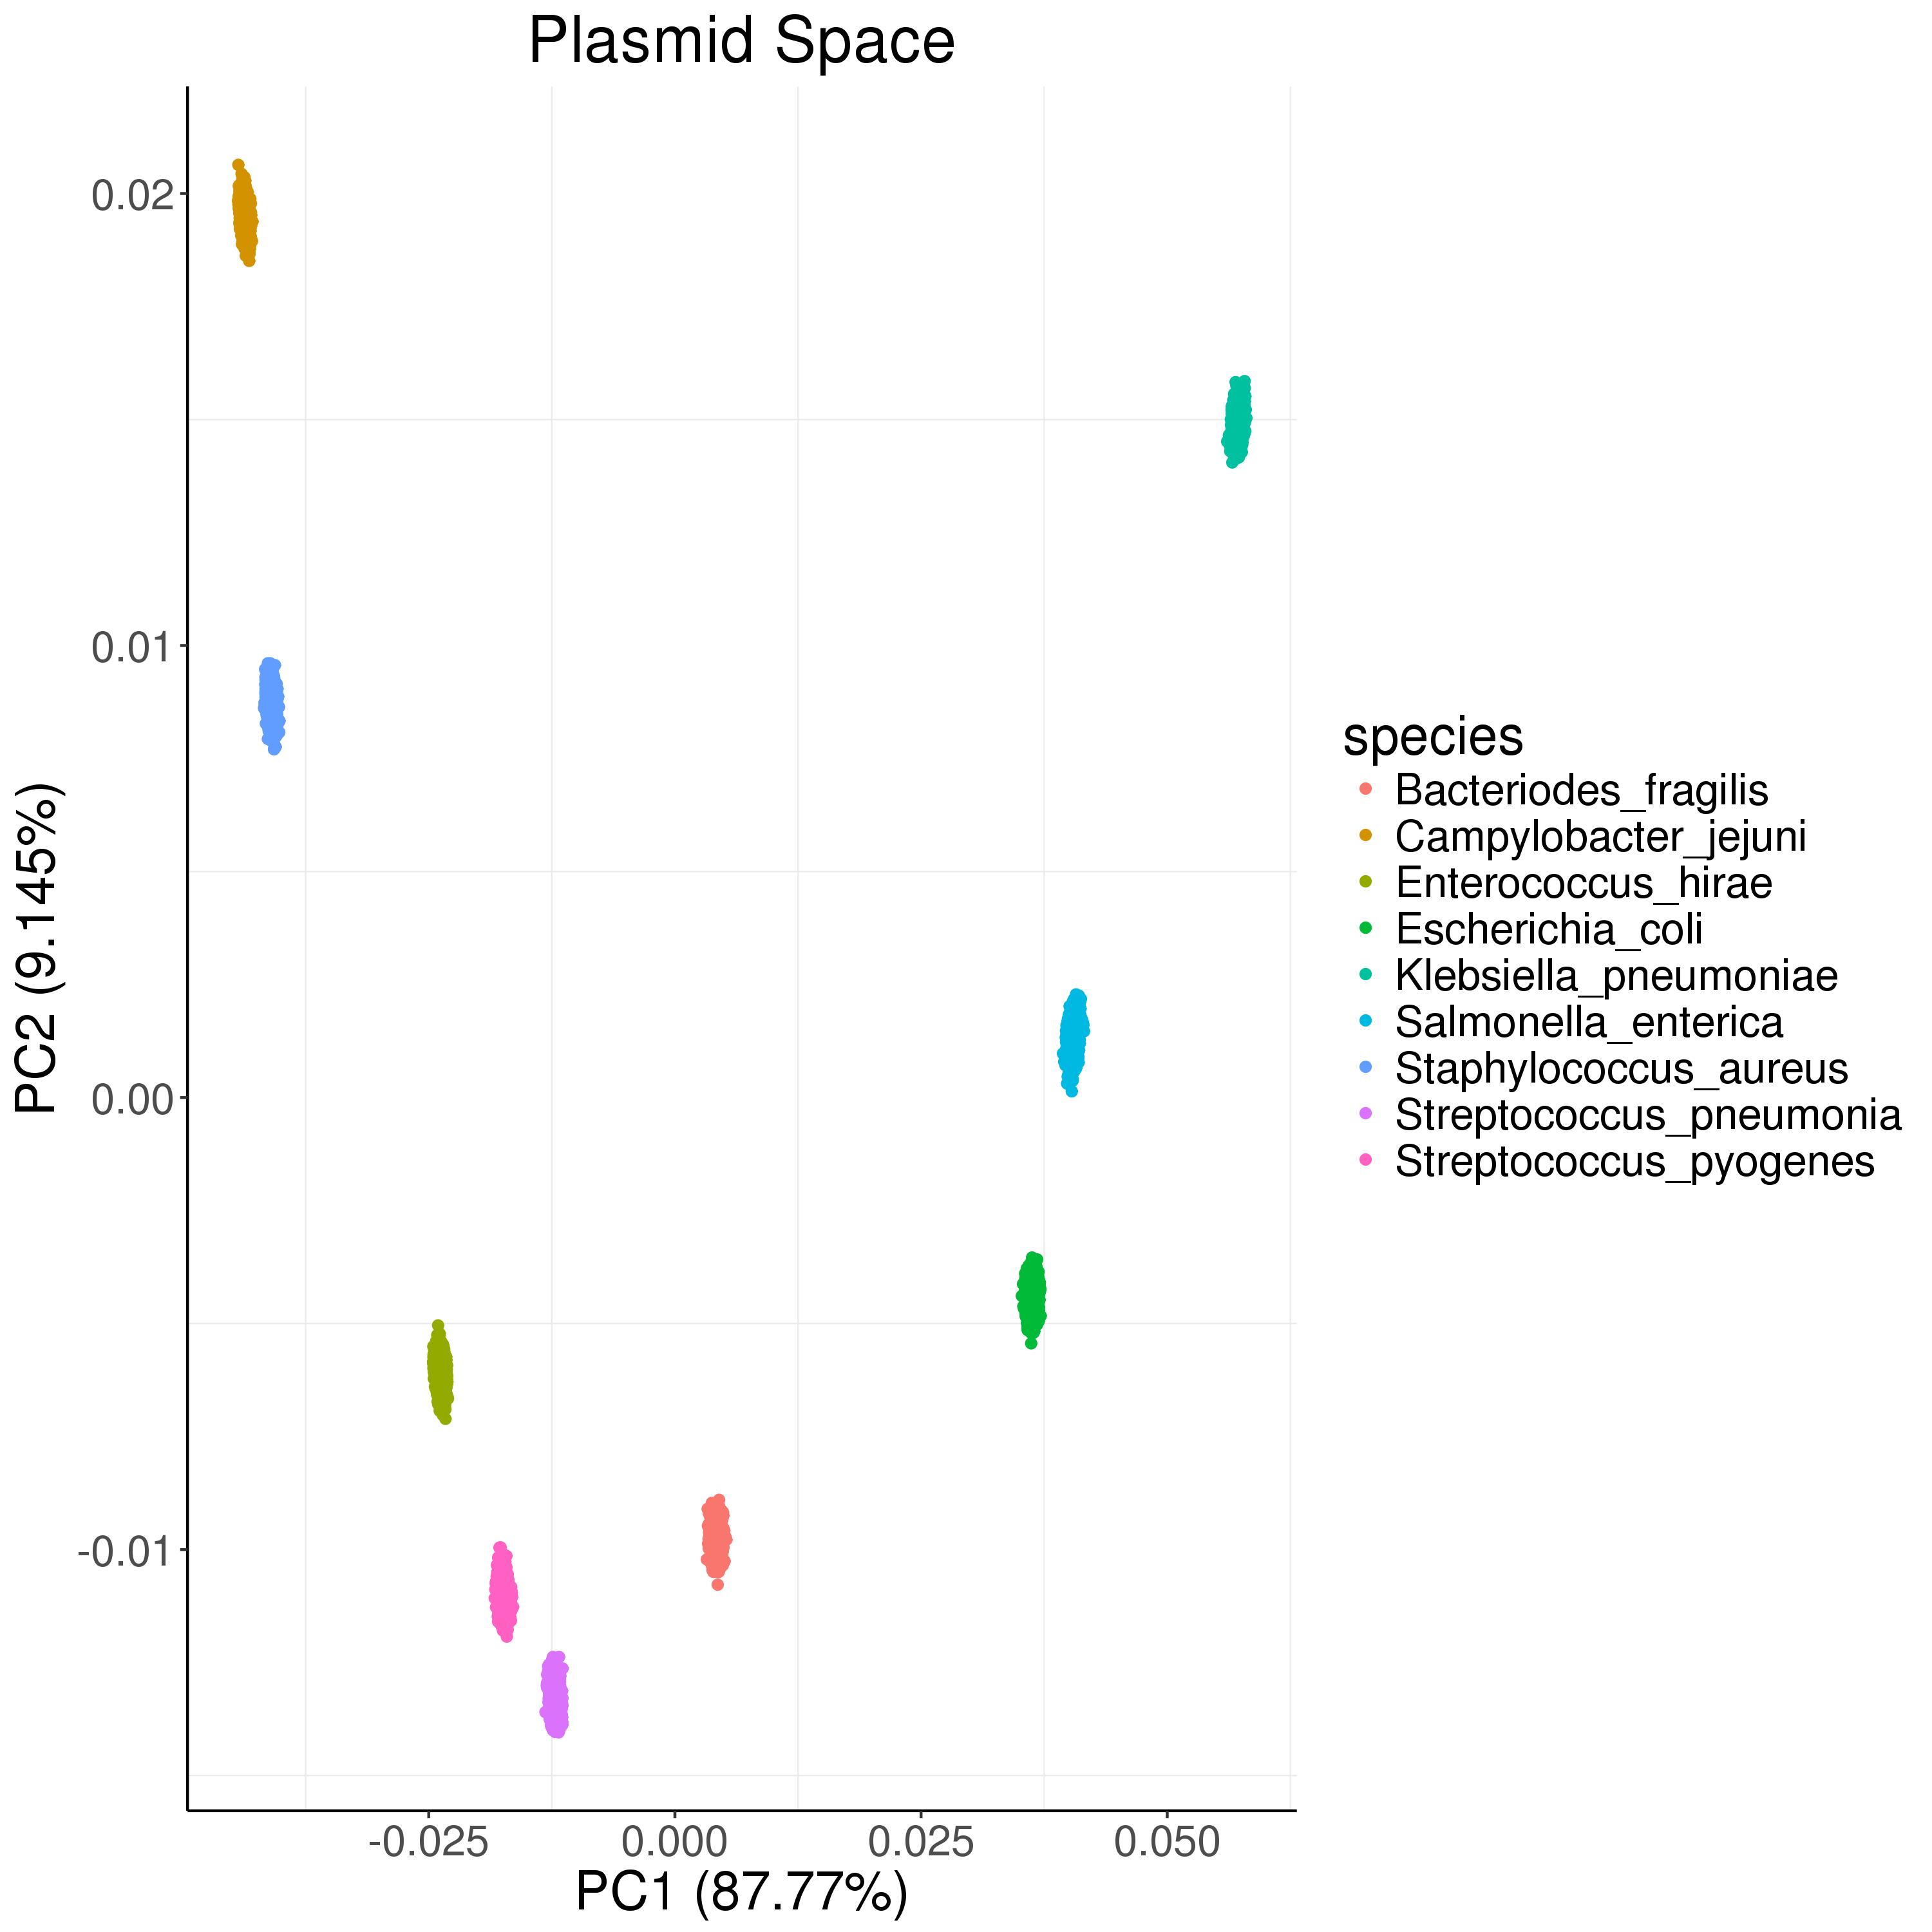 Plasmid Space
0.02
0.01
0.00
-0.01
PC2 (9.145%)
-0.025 0.000 0.025 0.050
PC1 (87.77%)
species
Bacteriodes_fragilis
Campylobacter_jejuni
Enterococcus_hirae
Escherichia_coli
Klebsiella_pneumoniae
Salmonella_enterica
Staphylococcus_aureus
Streptococcus_pneumonia
Streptococcus_pyogenes